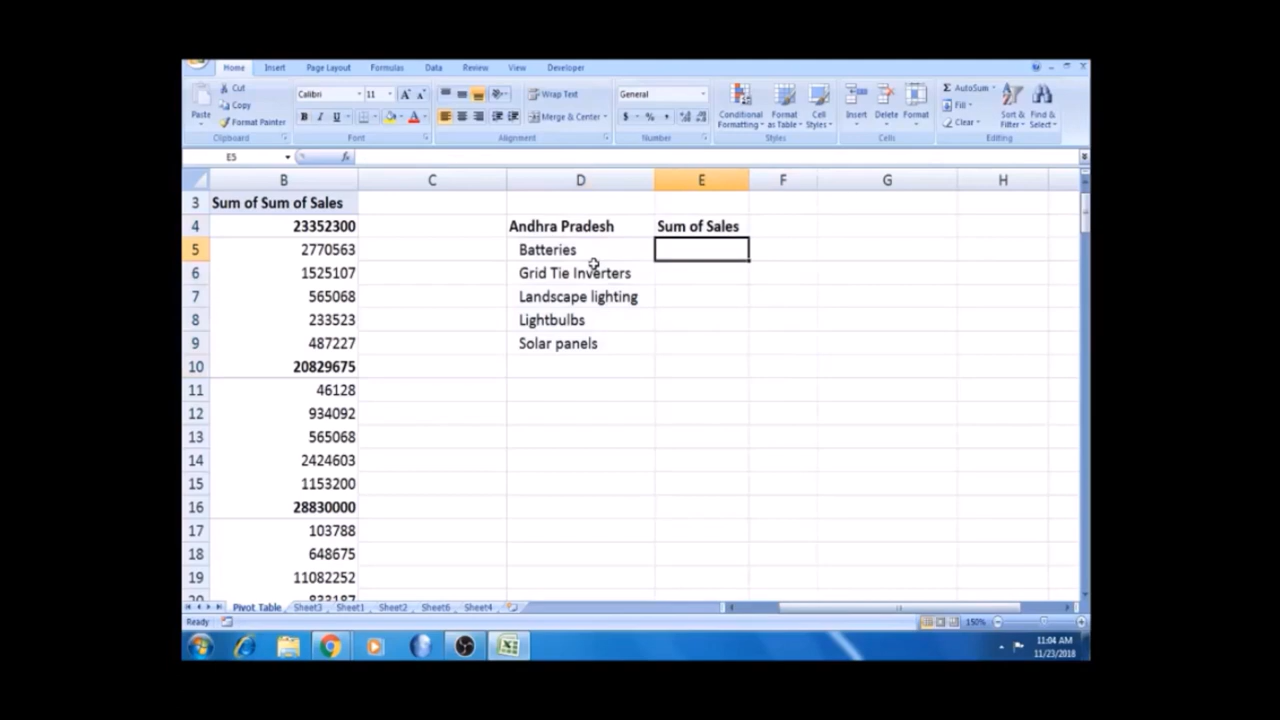 Home Insert Page Layout Formulas Data Review View Developer
Cut
Copy
Paste
Format Painter
Clipboard
Calibri 11 A A
B I U A
Font
Wrap Text
Merge & Center
Alignment
General
$ % ,
Number
Conditional Formatting
Format as Table
Cell Styles
Styles
Insert Delete Format
Cells
Σ AutoSum
Fill
Clear
Sort & Filter
Find & Select
Editing
E5 fx
B C D E F G H
3 Sum of Sum of Sales
4 23352300 Andhra Pradesh Sum of Sales
5 2770563 Batteries
6 1525107 Grid Tie Inverters
7 565068 Landscape lighting
8 233523 Lightbulbs
9 487227 Solar panels
10 20829675
11 46128
12 934092
13 565068
14 2424603
15 1153200
16 28830000
17 103788
18 648675
19 11082252
20 833187
Pivot Table Sheet3 Sheet1 Sheet2 Sheet6 Sheet4
Ready 150%
11:04 AM
11/23/2018